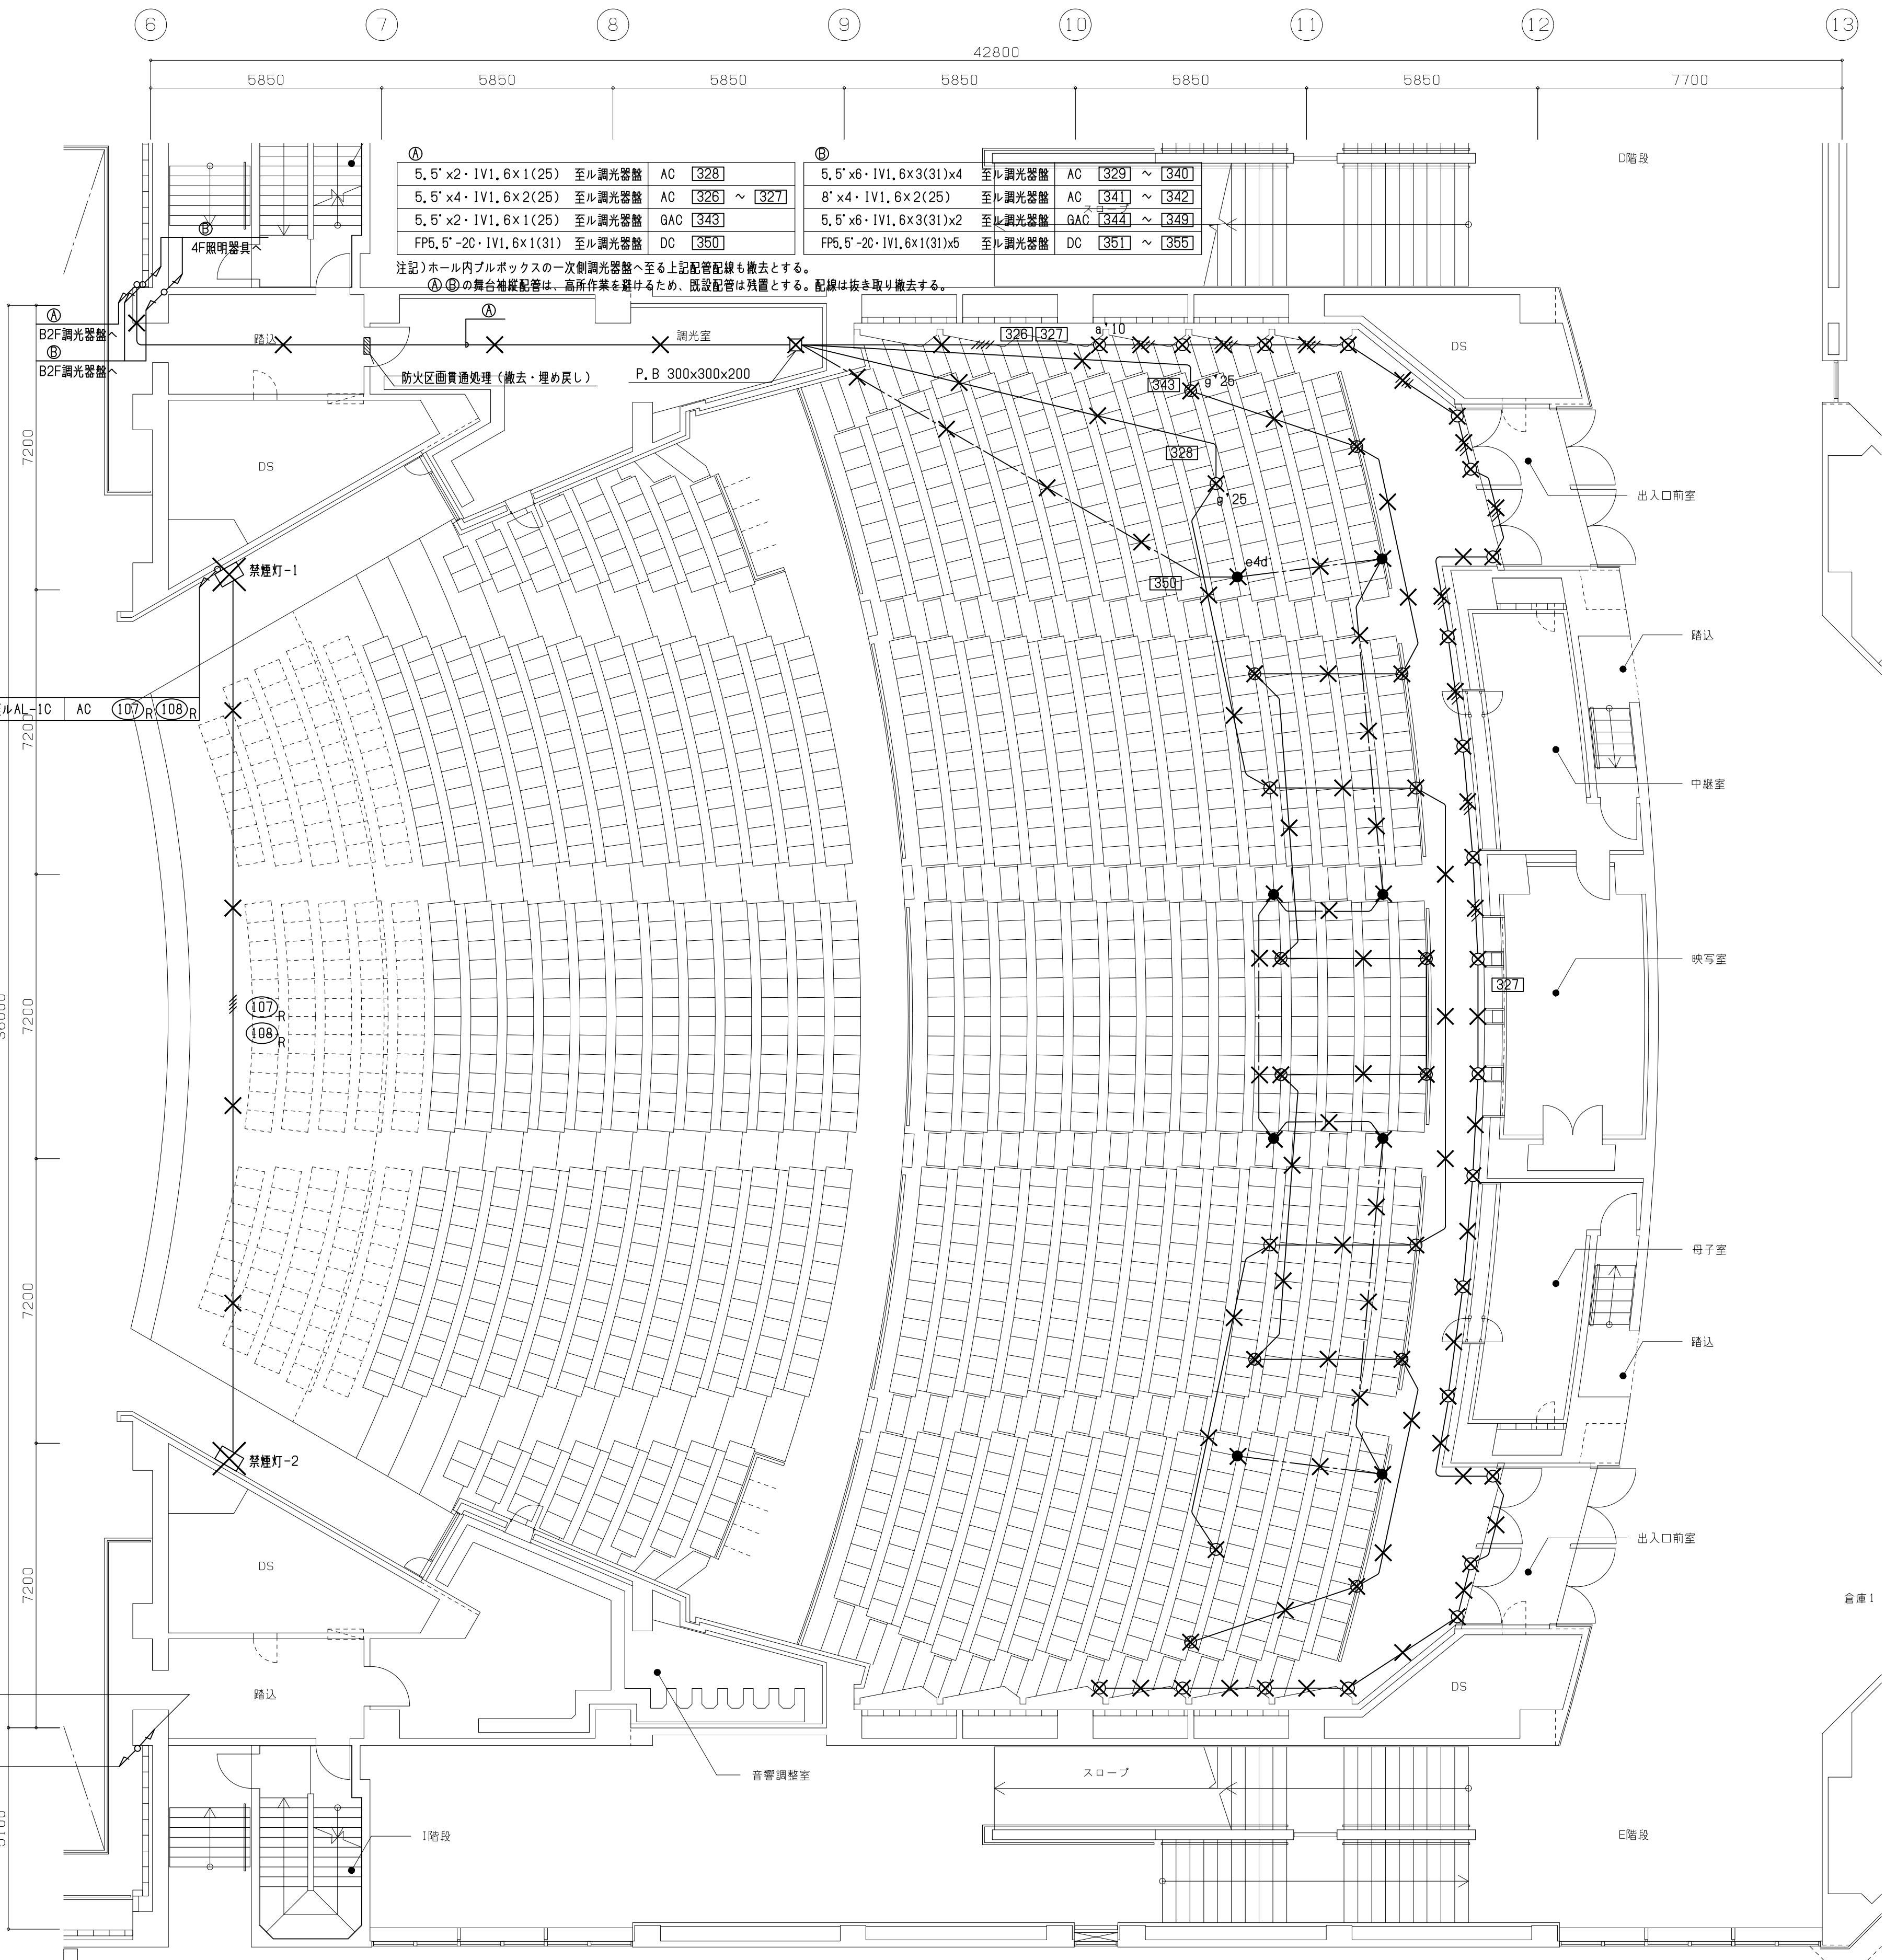 6 7 8 9 10 11 12 13
42800
5850 5850 5850 5850 5850 5850 7700
Ⓐ
5.5゜x2・IV1.6×1(25) 至ル調光器盤 AC 328
5.5゜x4・IV1.6×2(25) 至ル調光器盤 AC 326 ～ 327
5.5゜x2・IV1.6×1(25) 至ル調光器盤 GAC 343
FP5.5゜-2C・IV1.6×1(31) 至ル調光器盤 DC 350
Ⓑ
5.5゜x6・IV1.6×3(31)x4 至ル調光器盤 AC 329 ～ 340
8゜x4・IV1.6×2(25) 至ル調光器盤 AC 341 ～ 342
5.5゜x6・IV1.6×3(31)x2 至ル調光器盤 GAC 344 ～ 349
FP5.5゜-2C・IV1.6×1(31)x5 至ル調光器盤 DC 351 ～ 355
スロープ
D階段
注記)ホール内プルボックスの一次側調光器盤へ至る上記配管配線も撤去とする。
Ⓐ Ⓑ の舞台袖縦配管は、高所作業を避けるため、既設配管は残置とする。配線は抜き取り撤去する。
Ⓑ
4F照明器具へ
Ⓐ
B2F調光器盤へ
Ⓑ
B2F調光器盤へ
Ⓐ
踏込
調光室
防火区画貫通処理(撤去・埋め戻し)
P.B 300x300x200
326 327
a'10
343
g'25
328
g'25
350
e4d
DS
DS
出入口前室
踏込
中継室
映写室
327
母子室
踏込
出入口前室
DS
倉庫1
禁煙灯-1
ルAL-1C AC 107 R 108 R
107 R
108 R
禁煙灯-2
7200
7200
7200
7200
7200
36000
DS
踏込
音響調整室
スロープ
I階段
E階段